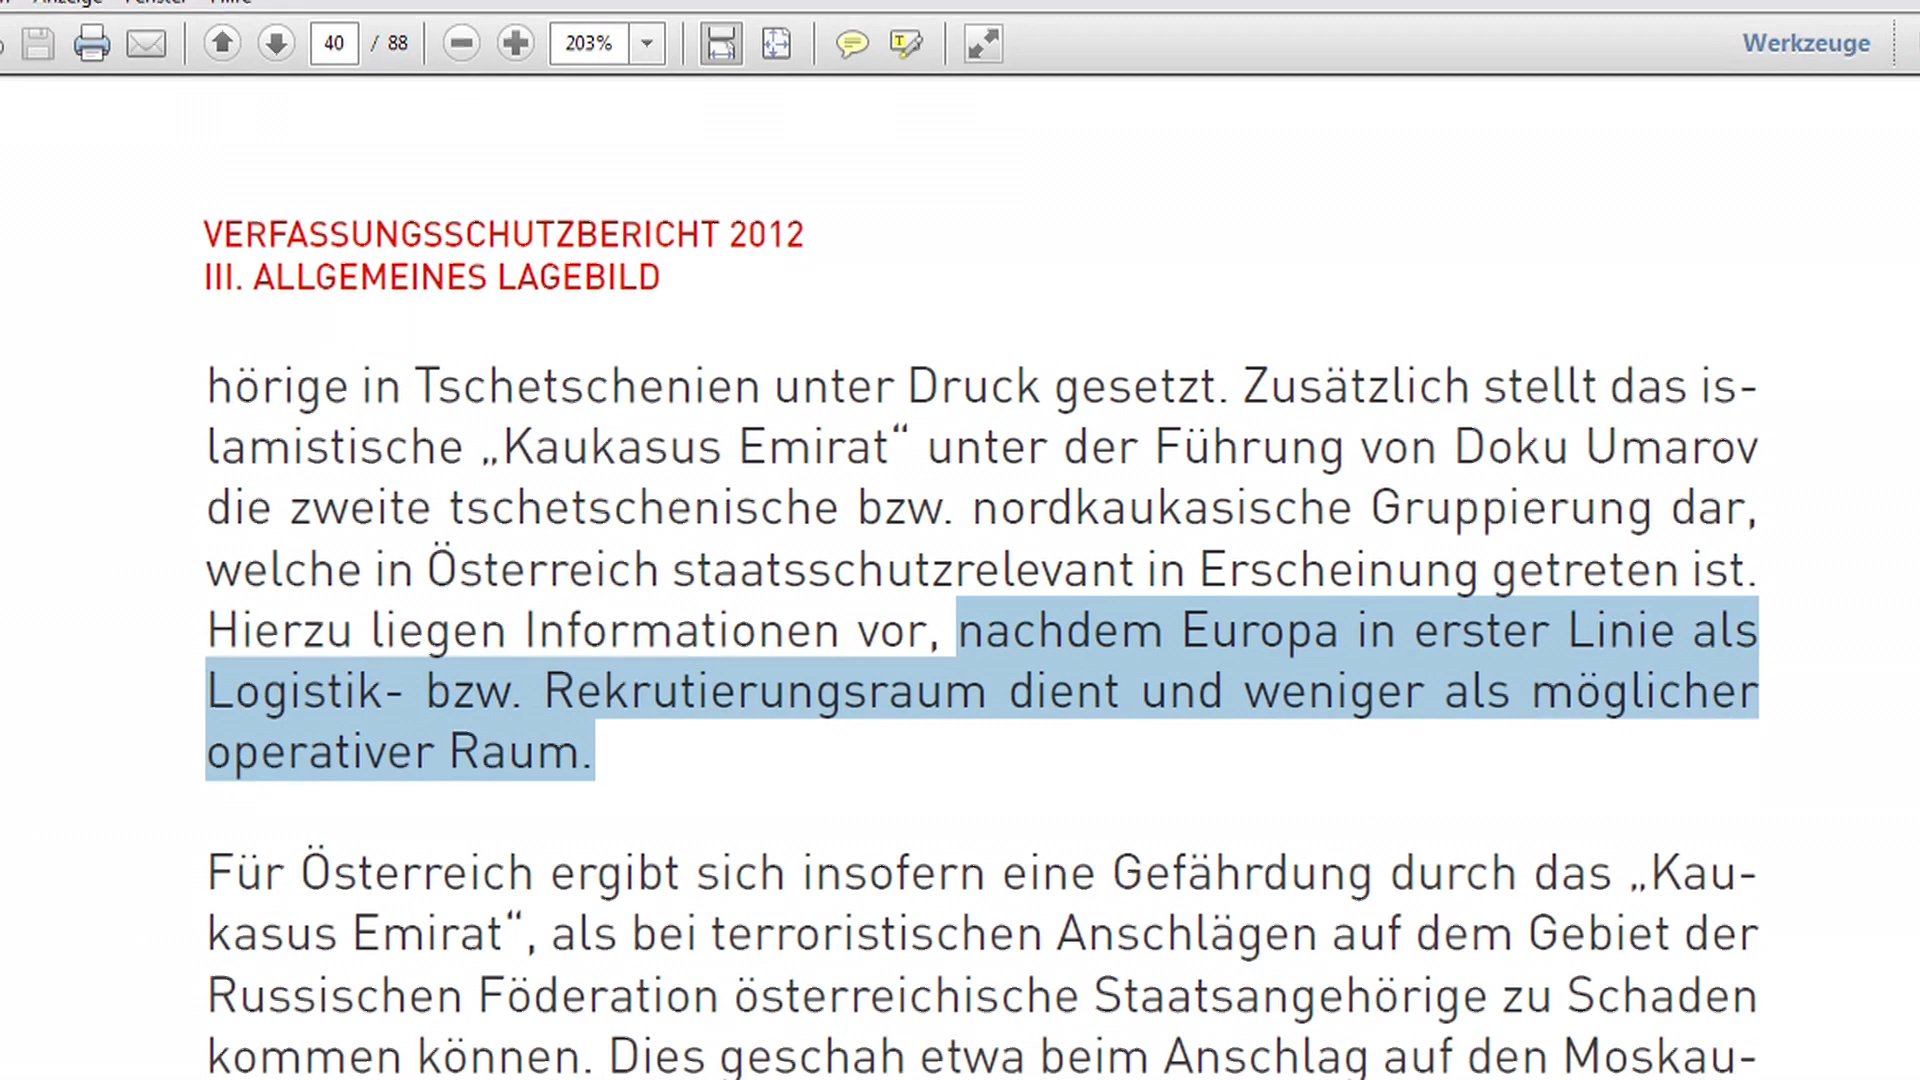 Anzeige Fenster Hilfe
40 / 88 203% Werkzeuge
VERFASSUNGSSCHUTZBERICHT 2012
III. ALLGEMEINES LAGEBILD
hörige in Tschetschenien unter Druck gesetzt. Zusätzlich stellt das is-
lamistische „Kaukasus Emirat“ unter der Führung von Doku Umarov
die zweite tschetschenische bzw. nordkaukasische Gruppierung dar,
welche in Österreich staatsschutzrelevant in Erscheinung getreten ist.
Hierzu liegen Informationen vor, nachdem Europa in erster Linie als
Logistik- bzw. Rekrutierungsraum dient und weniger als möglicher
operativer Raum.
Für Österreich ergibt sich insofern eine Gefährdung durch das „Kau-
kasus Emirat“, als bei terroristischen Anschlägen auf dem Gebiet der
Russischen Föderation österreichische Staatsangehörige zu Schaden
kommen können. Dies geschah etwa beim Anschlag auf den Moskau-